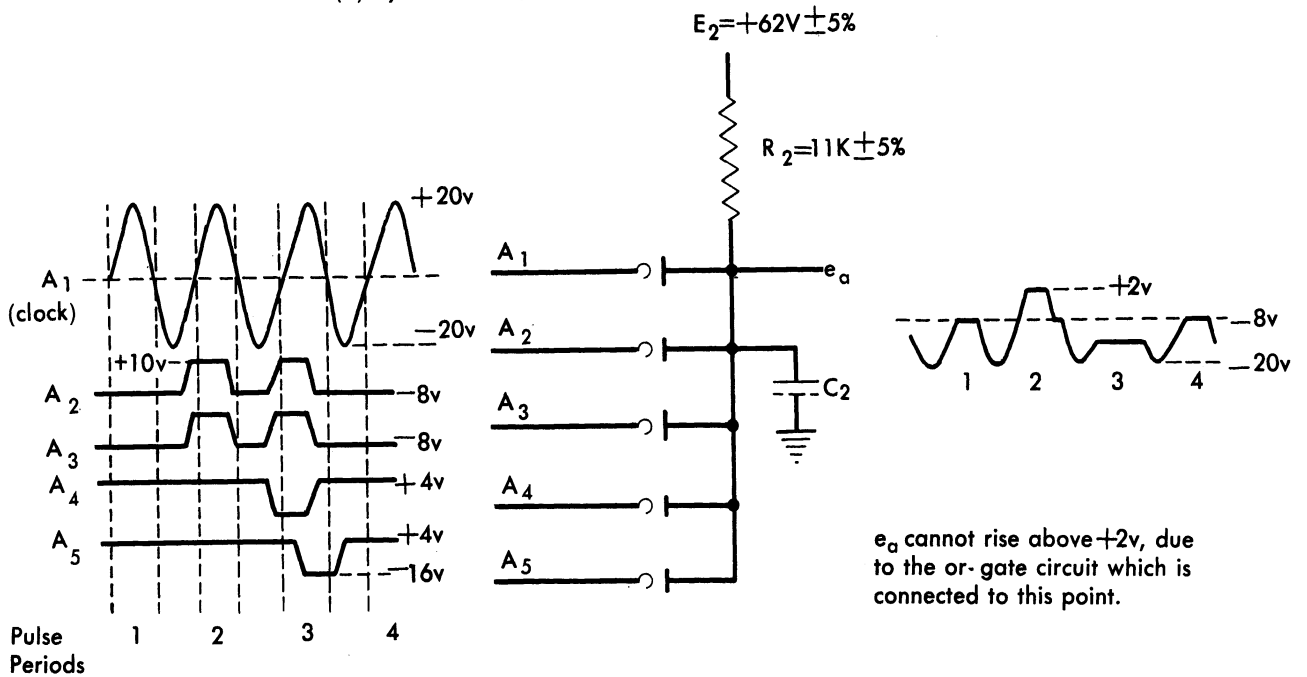 E2=+62V±5%
R2=11K±5%
+20v
A1
(clock)
−20v
+10v
A2
−8v
A3
−8v
A4
+4v
A5
+4v
−16v
Pulse
Periods
1 2 3 4
A1
ea
A2
C2
A3
A4
A5
+2v
−8v
−20v
1 2 3 4
ea cannot rise above +2v, due
to the or-gate circuit which is
connected to this point.